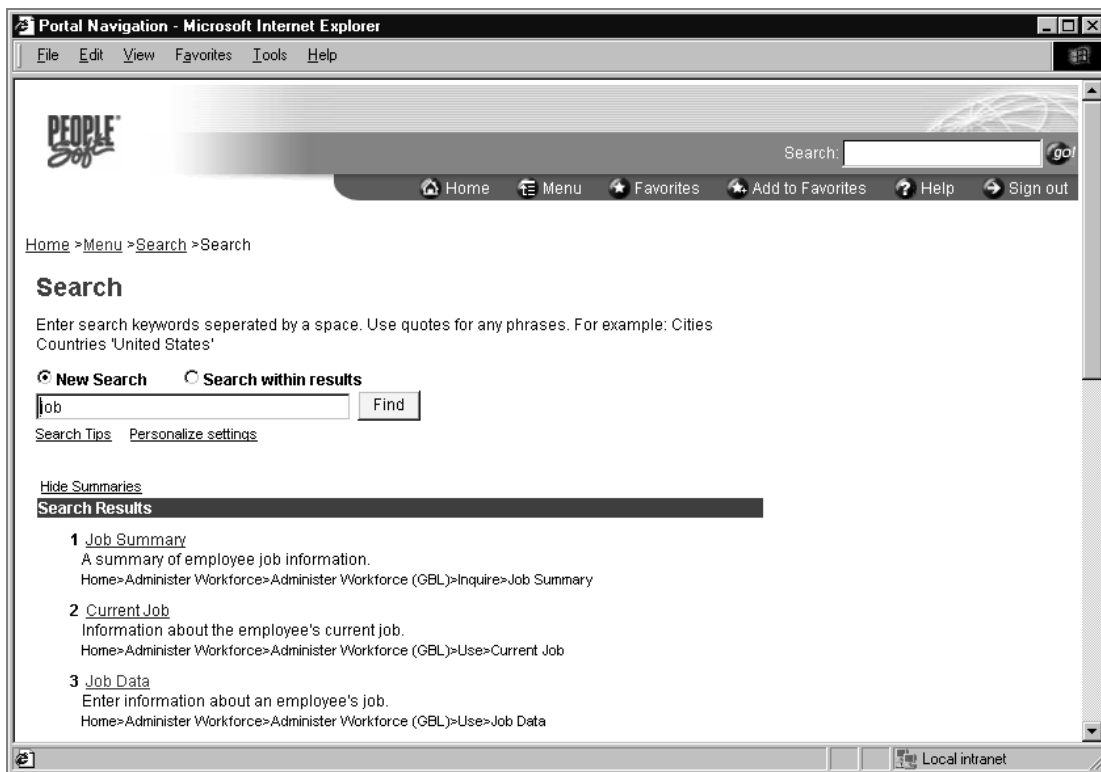 Portal Navigation - Microsoft Internet Explorer
File Edit View Favorites Tools Help
PEOPLE
Soft
Search: go!
Home Menu Favorites Add to Favorites Help Sign out
Home >Menu >Search >Search
Search
Enter search keywords seperated by a space. Use quotes for any phrases. For example: Cities
Countries 'United States'
New Search Search within results
job Find
Search Tips Personalize settings
Hide Summaries
Search Results
1 Job Summary
A summary of employee job information.
Home>Administer Workforce>Administer Workforce (GBL)>Inquire>Job Summary
2 Current Job
Information about the employee's current job.
Home>Administer Workforce>Administer Workforce (GBL)>Use>Current Job
3 Job Data
Enter information about an employee's job.
Home>Administer Workforce>Administer Workforce (GBL)>Use>Job Data
Local intranet